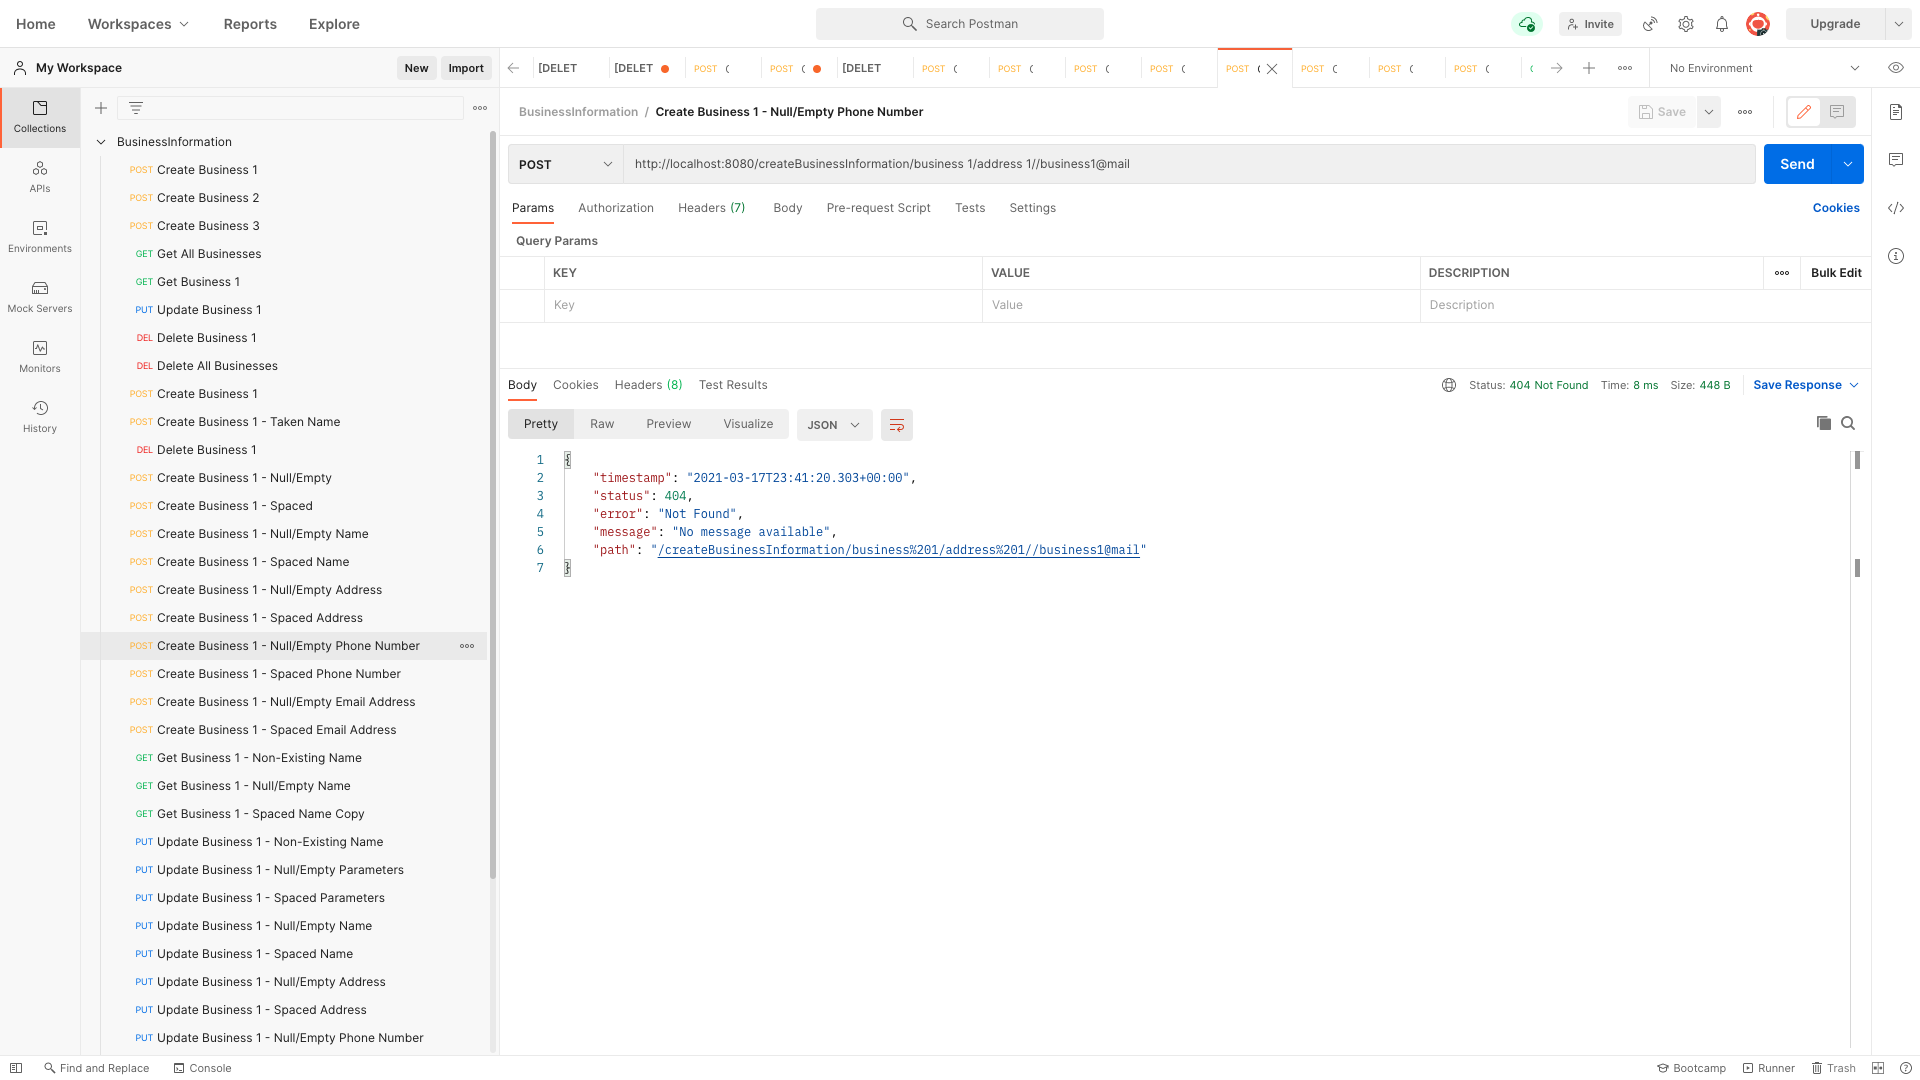 Home
Workspaces
Reports
Explore
Search Postman
Invite
Upgrade
My Workspace
New
Import
[DELET
[DELET
POST (
POST (
[DELET
POST (
POST (
POST (
POST (
POST (
POST (
POST (
POST (
No Environment
Collections
APIs
Environments
Mock Servers
Monitors
History
BusinessInformation
POST Create Business 1
POST Create Business 2
POST Create Business 3
GET Get All Businesses
GET Get Business 1
PUT Update Business 1
DEL Delete Business 1
DEL Delete All Businesses
POST Create Business 1
POST Create Business 1 - Taken Name
DEL Delete Business 1
POST Create Business 1 - Null/Empty
POST Create Business 1 - Spaced
POST Create Business 1 - Null/Empty Name
POST Create Business 1 - Spaced Name
POST Create Business 1 - Null/Empty Address
POST Create Business 1 - Spaced Address
POST Create Business 1 - Null/Empty Phone Number
POST Create Business 1 - Spaced Phone Number
POST Create Business 1 - Null/Empty Email Address
POST Create Business 1 - Spaced Email Address
GET Get Business 1 - Non-Existing Name
GET Get Business 1 - Null/Empty Name
GET Get Business 1 - Spaced Name Copy
PUT Update Business 1 - Non-Existing Name
PUT Update Business 1 - Null/Empty Parameters
PUT Update Business 1 - Spaced Parameters
PUT Update Business 1 - Null/Empty Name
PUT Update Business 1 - Spaced Name
PUT Update Business 1 - Null/Empty Address
PUT Update Business 1 - Spaced Address
PUT Update Business 1 - Null/Empty Phone Number
BusinessInformation / Create Business 1 - Null/Empty Phone Number
Save
POST
http://localhost:8080/createBusinessInformation/business 1/address 1//business1@mail
Send
Params
Authorization
Headers (7)
Body
Pre-request Script
Tests
Settings
Cookies
Query Params
KEY
VALUE
DESCRIPTION
Bulk Edit
Key
Value
Description
Body
Cookies
Headers (8)
Test Results
Status: 404 Not Found
Time: 8 ms
Size: 448 B
Save Response
Pretty
Raw
Preview
Visualize
JSON
1 {
2 "timestamp": "2021-03-17T23:41:20.303+00:00",
3 "status": 404,
4 "error": "Not Found",
5 "message": "No message available",
6 "path": "/createBusinessInformation/business%201/address%201//business1@mail"
7 }
Find and Replace
Console
Bootcamp
Runner
Trash